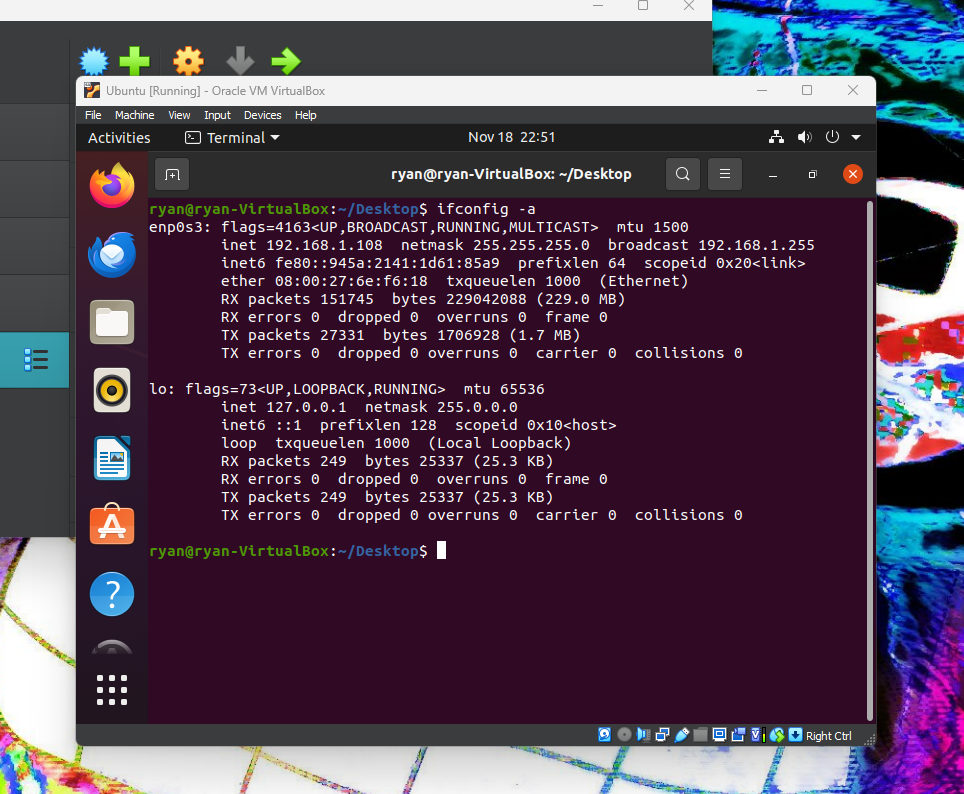 Ubuntu [Running] - Oracle VM VirtualBox
File Machine View Input Devices Help
Activities Terminal Nov 18 22:51
ryan@ryan-VirtualBox: ~/Desktop
ryan@ryan-VirtualBox:~/Desktop$ ifconfig -a
enp0s3: flags=4163<UP,BROADCAST,RUNNING,MULTICAST>  mtu 1500
        inet 192.168.1.108  netmask 255.255.255.0  broadcast 192.168.1.255
        inet6 fe80::945a:2141:1d61:85a9  prefixlen 64  scopeid 0x20<link>
        ether 08:00:27:6e:f6:18  txqueuelen 1000  (Ethernet)
        RX packets 151745  bytes 229042088 (229.0 MB)
        RX errors 0  dropped 0  overruns 0  frame 0
        TX packets 27331  bytes 1706928 (1.7 MB)
        TX errors 0  dropped 0 overruns 0  carrier 0  collisions 0
lo: flags=73<UP,LOOPBACK,RUNNING>  mtu 65536
        inet 127.0.0.1  netmask 255.0.0.0
        inet6 ::1  prefixlen 128  scopeid 0x10<host>
        loop  txqueuelen 1000  (Local Loopback)
        RX packets 249  bytes 25337 (25.3 KB)
        RX errors 0  dropped 0  overruns 0  frame 0
        TX packets 249  bytes 25337 (25.3 KB)
        TX errors 0  dropped 0 overruns 0  carrier 0  collisions 0
ryan@ryan-VirtualBox:~/Desktop$
Right Ctrl